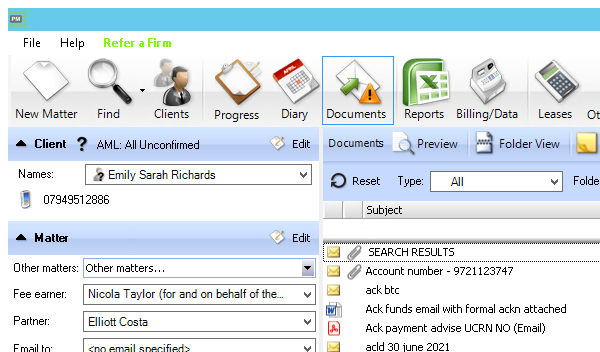 PM
File Help Refer a Firm
New Matter Find Clients Progress Diary Documents Reports Billing/Data Leases
Client ? AML: All Unconfirmed Edit
Names: Emily Sarah Richards
07949512886
Matter Edit
Other matters: Other matters...
Fee earner: Nicola Taylor (for and on behalf of the...
Partner: Elliott Costa
Email to: <no email specified>
Documents Preview Folder View
Reset Type: All Folde
Subject
SEARCH RESULTS
Account number - 9721123747
ack btc
Ack funds email with formal ackn attached
Ack payment advise UCRN NO (Email)
acld 30 june 2021